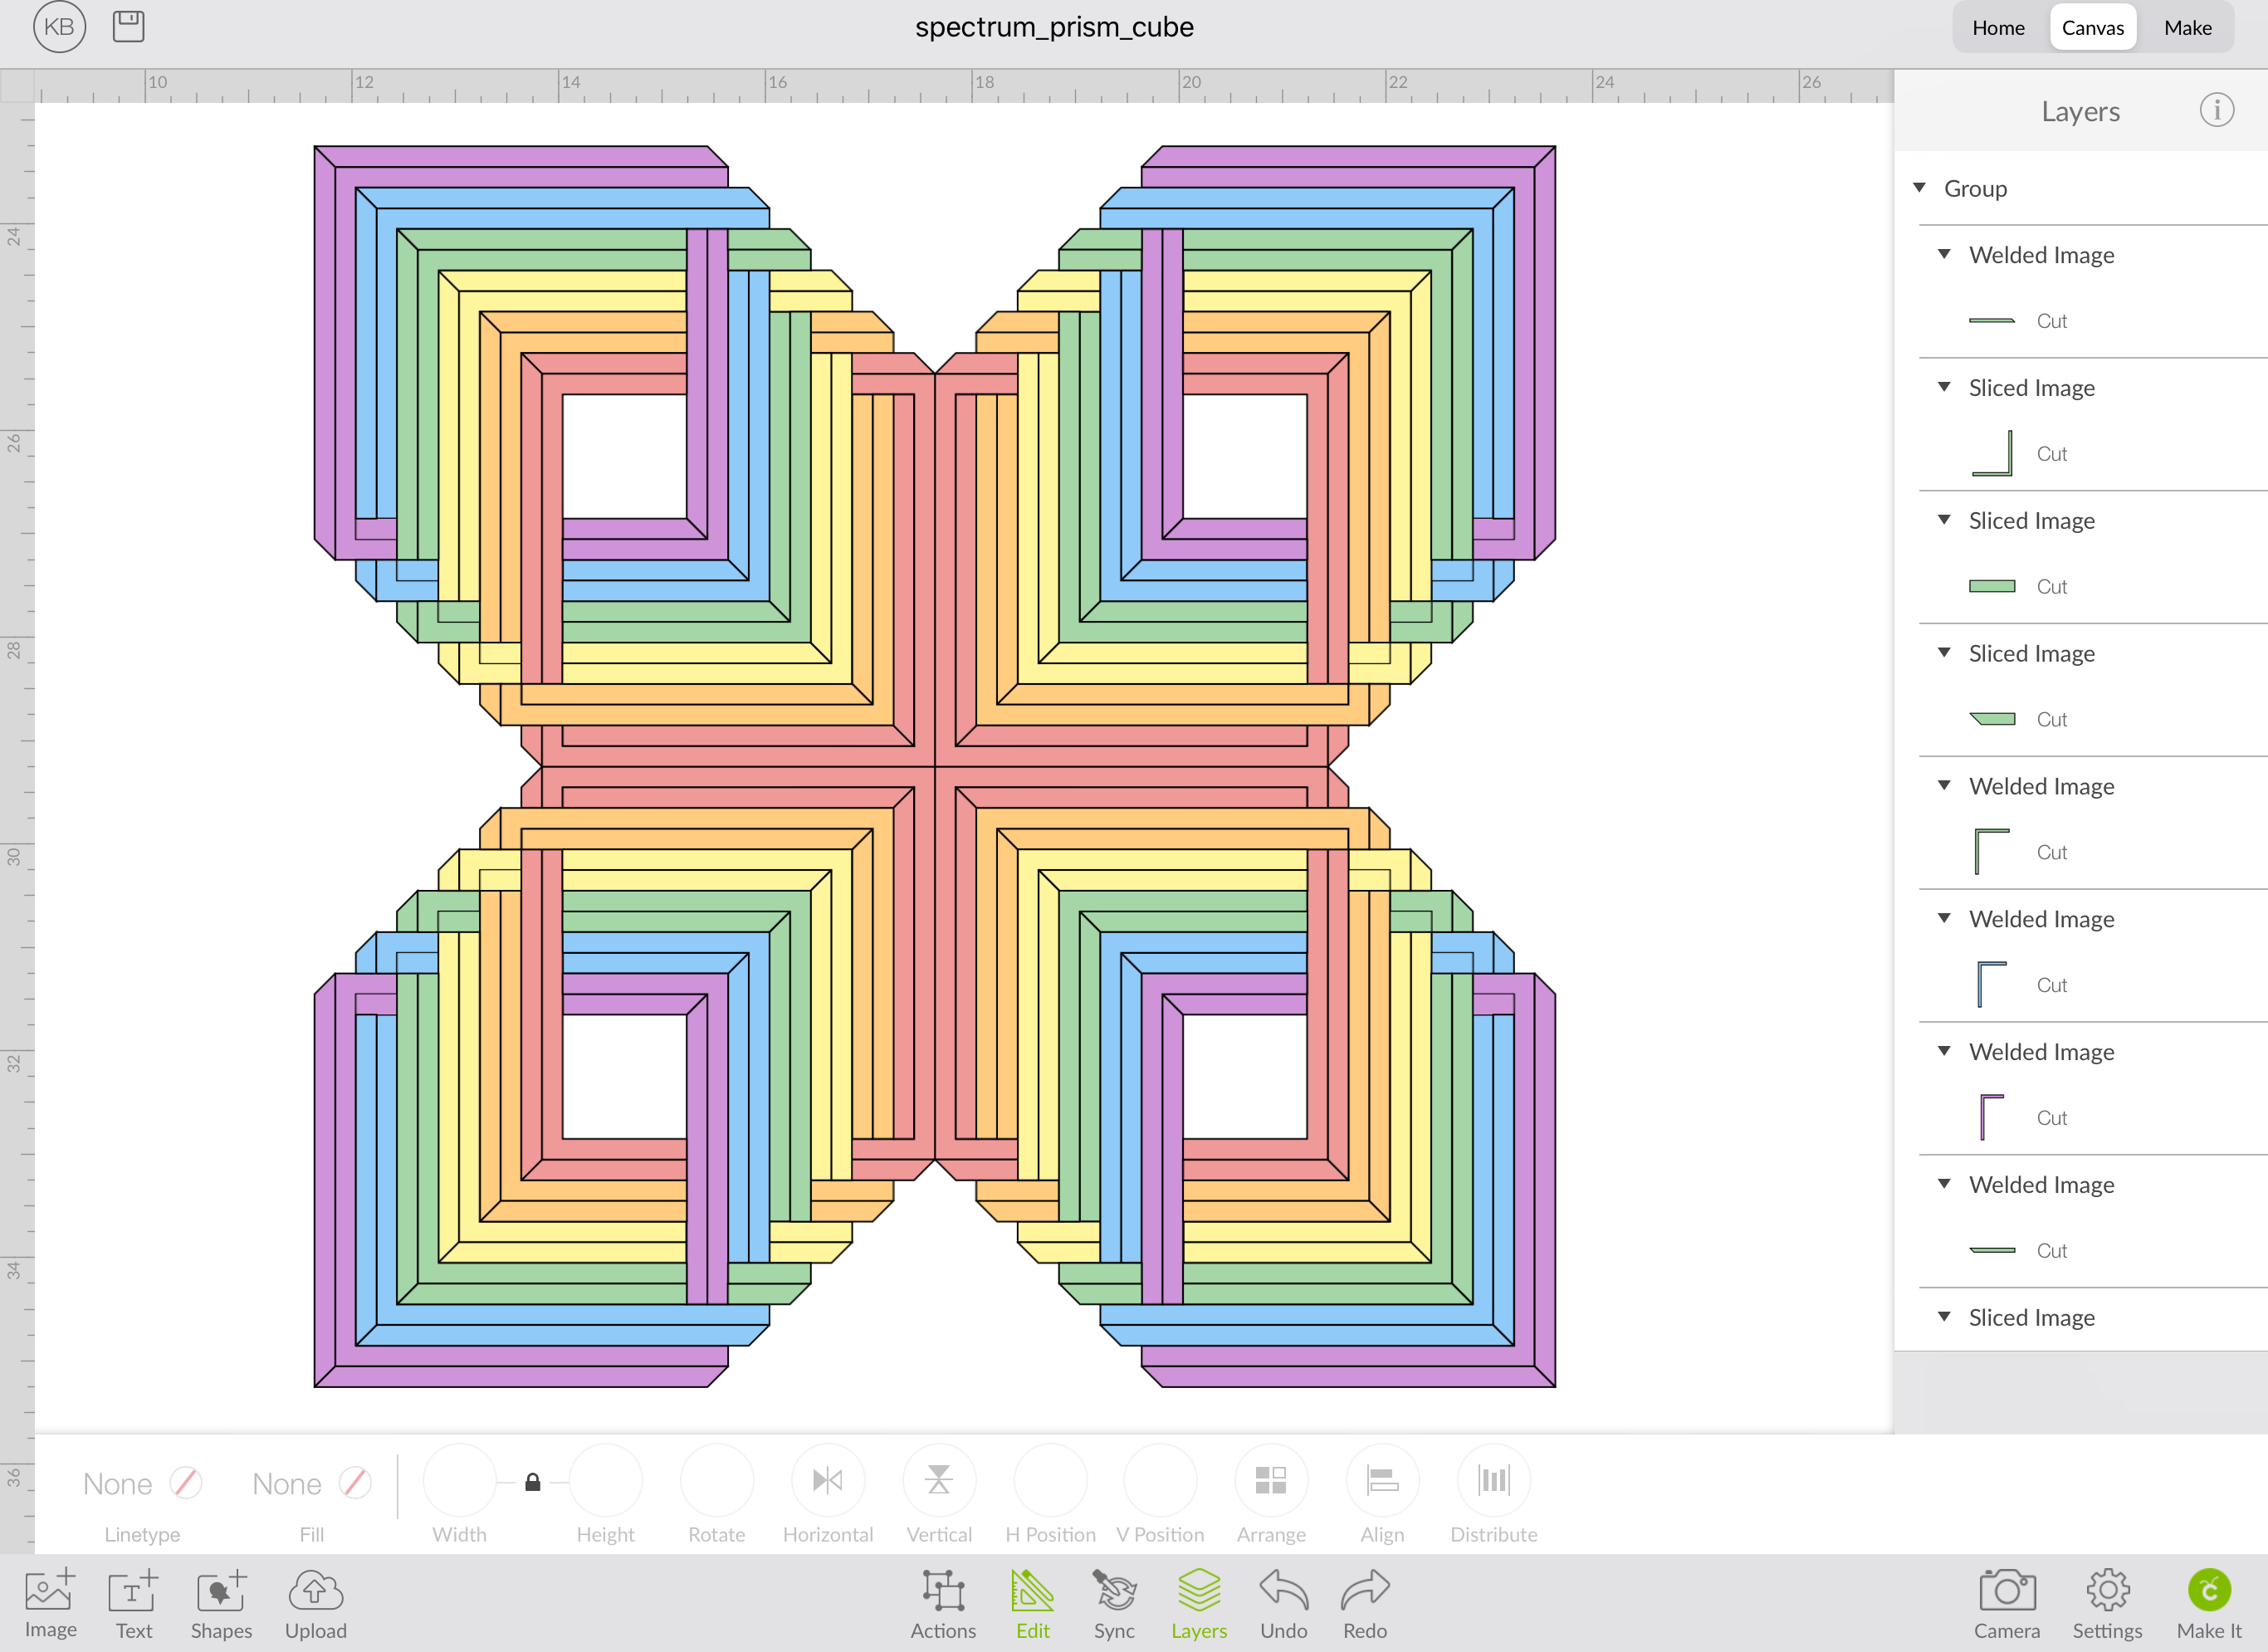 KB
spectrum_prism_cube
Home Canvas Make
10 12 14 16 18 20 22 24 26
Layers
i
Group
24
Welded Image
Cut
Sliced Image
26
Cut
Sliced Image
Cut
28
Sliced Image
Cut
Welded Image
30
Cut
Welded Image
Cut
32
Welded Image
Cut
Welded Image
34
Cut
Sliced Image
36
None None
Linetype Fill Width Height Rotate Horizontal Vertical H Position V Position Arrange Align Distribute
T
Image Text Shapes Upload Actions Edit Sync Layers Undo Redo Camera Settings Make It